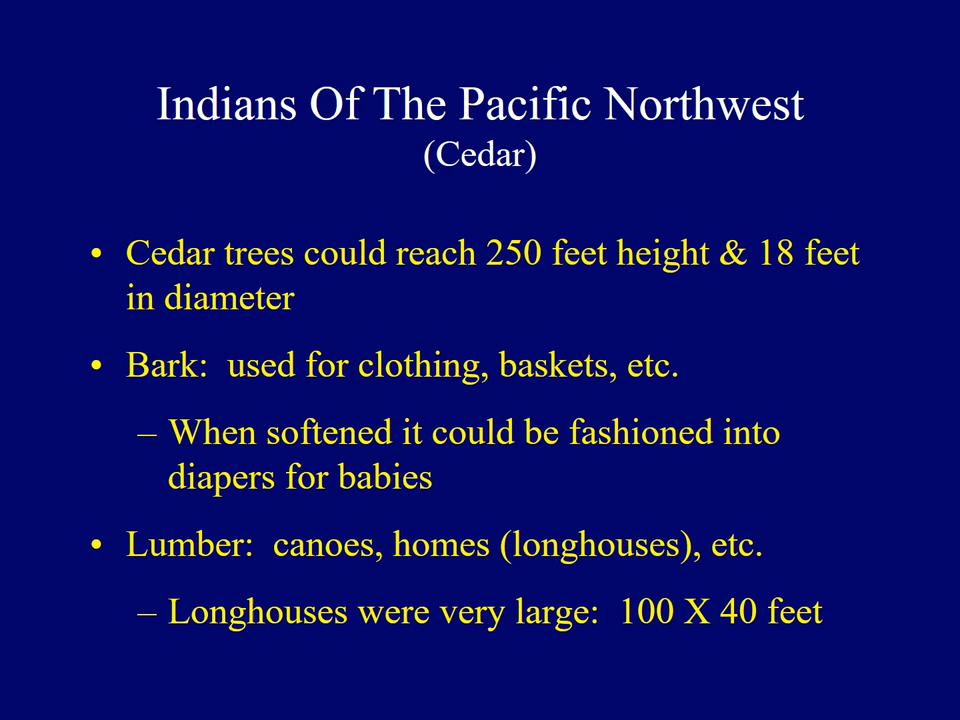 Indians Of The Pacific Northwest
(Cedar)
• Cedar trees could reach 250 feet height & 18 feet
in diameter
• Bark:  used for clothing, baskets, etc.
– When softened it could be fashioned into
diapers for babies
• Lumber:  canoes, homes (longhouses), etc.
– Longhouses were very large:  100 X 40 feet